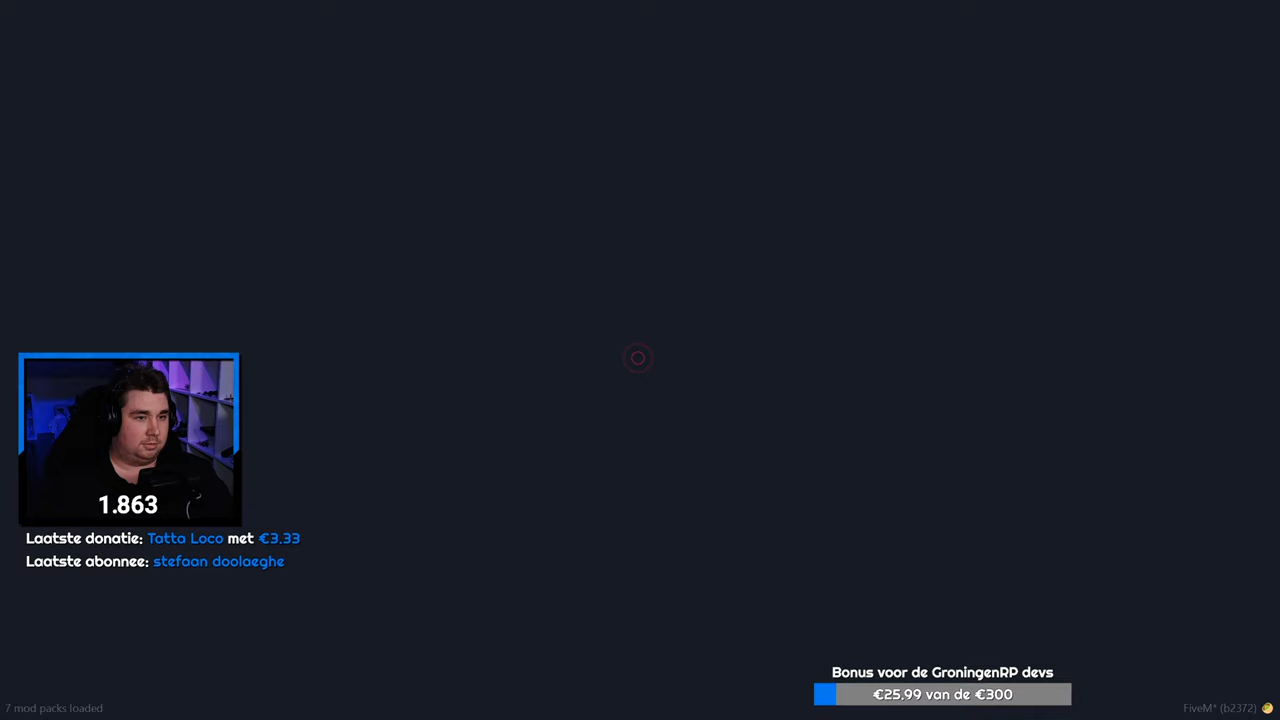 1.863
Laatste donatie: Tatta Loco met €3.33
Laatste abonnee: stefaan doolaeghe
Bonus voor de GroningenRP devs
€25.99 van de €300
7 mod packs loaded
FiveM* (b2372)